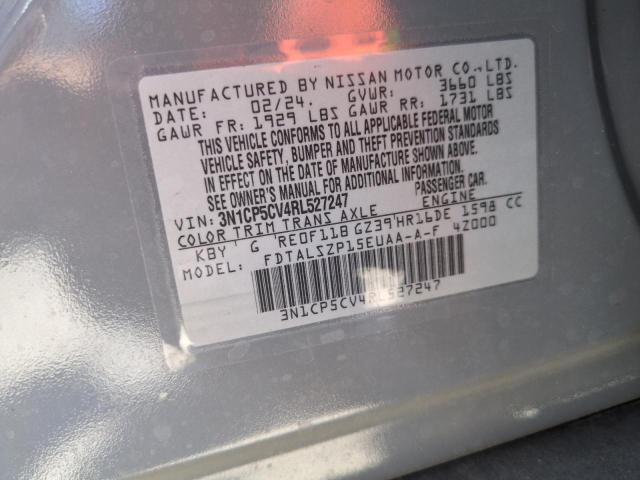 MANUFACTURED BY NISSAN MOTOR CO.,LTD.
DATE: 02/24. GVWR: 3660 LBS
GAWR FR: 1929 LBS GAWR RR: 1731 LBS
THIS VEHICLE CONFORMS TO ALL APPLICABLE FEDERAL MOTOR
VEHICLE SAFETY, BUMPER AND THEFT PREVENTION STANDARDS
IN EFFECT ON THE DATE OF MANUFACTURE SHOWN ABOVE.
SEE OWNER'S MANUAL FOR ADDITIONAL INFORMATION.
VIN: 3N1CP5CV4RL527247 PASSENGER CAR.
COLOR TRIM TRANS AXLE ENGINE
KBY G RE0F11B GZ39 HR16DE 1598 CC
MODEL: FDTALSZP15EUAA-A-F 4Z000
3N1CP5CV4RL527247